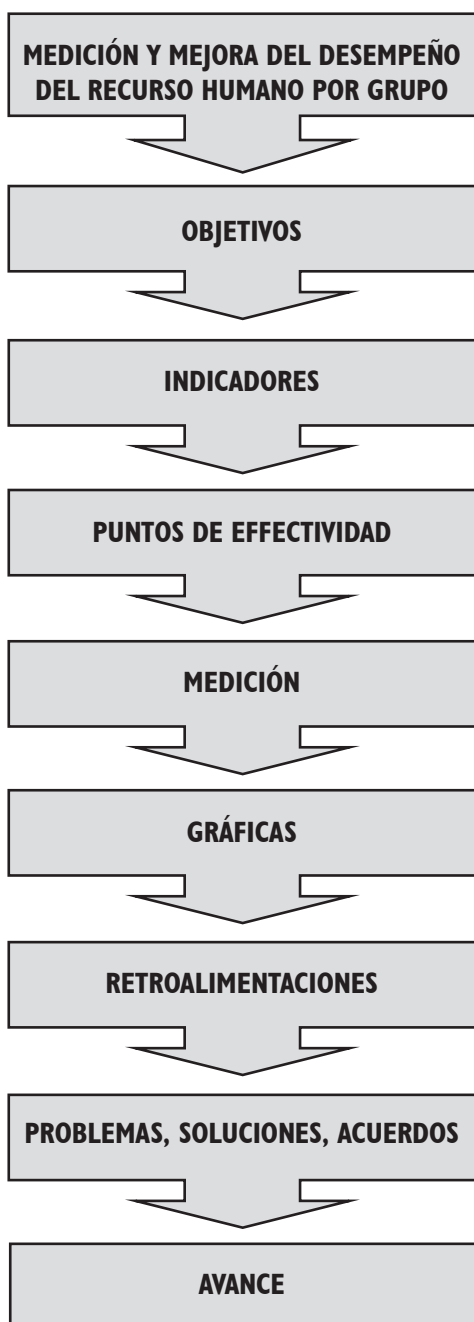 MEDICIÓN Y MEJORA DEL DESEMPEÑO
DEL RECURSO HUMANO POR GRUPO
OBJETIVOS
INDICADORES
PUNTOS DE EFFECTIVIDAD
MEDICIÓN
GRÁFICAS
RETROALIMENTACIONES
PROBLEMAS, SOLUCIONES, ACUERDOS
AVANCE